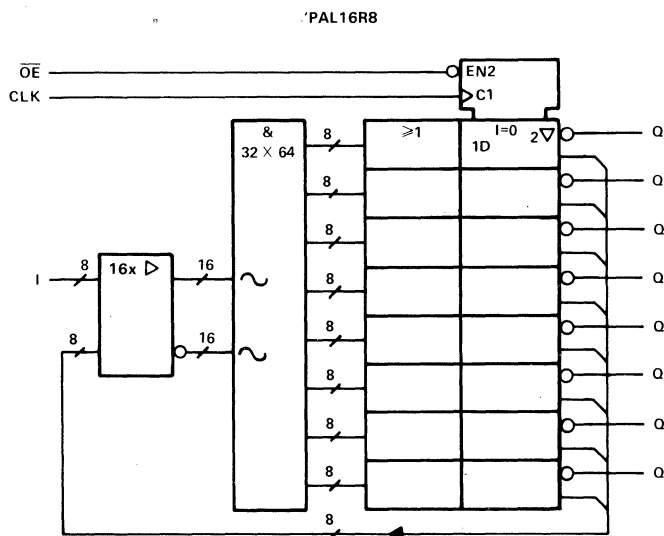 'PAL16R8
OE EN2
CLK C1
& 8 ≥1 I=0 2▽ Q
32 X 64 1D
8 Q
8 Q
I 8 16x ▷ 16 8 Q
8 16 8 Q
8 Q
8 Q
8 Q
8